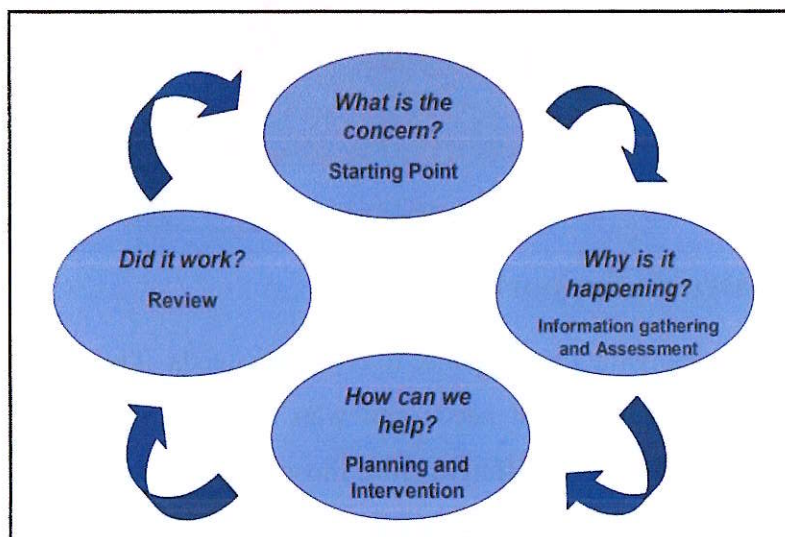 What is the
concern?
Starting Point
Why is it
happening?
Information gathering
and Assessment
How can we
help?
Planning and
Intervention
Did it work?
Review